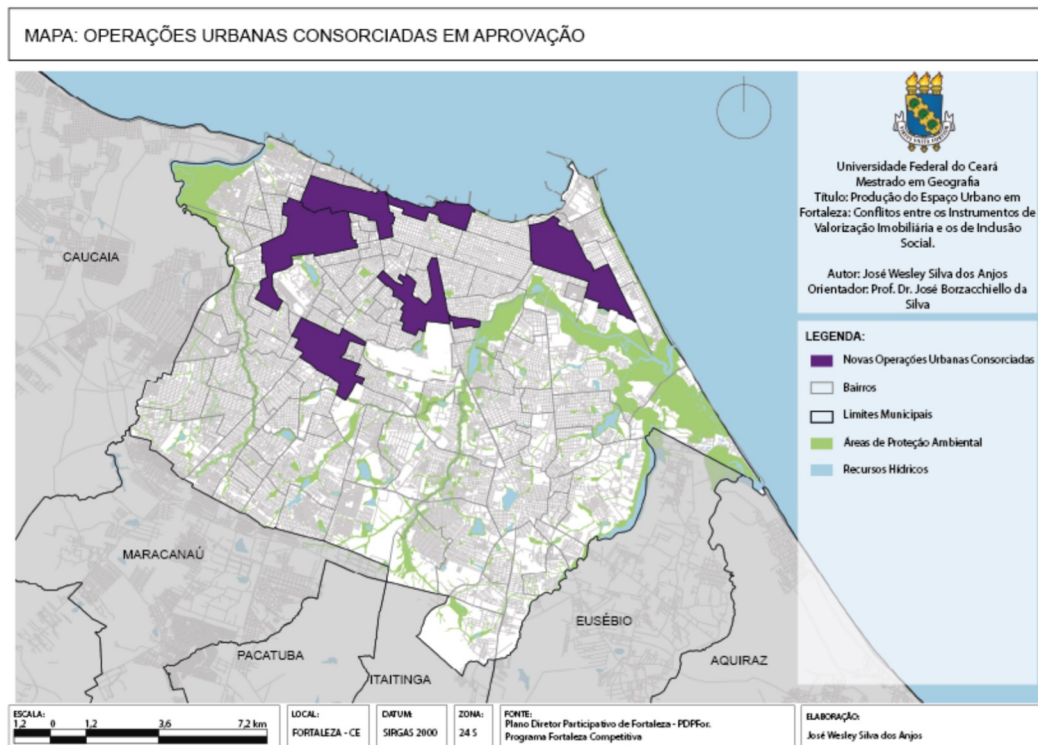 MAPA: OPERAÇÕES URBANAS CONSORCIADAS EM APROVAÇÃO
Universidade Federal do Ceará
Mestrado em Geografia
Título: Produção do Espaço Urbano em
Fortaleza: Conflitos entre os Instrumentos de
Valorização Imobiliária e os de Inclusão
Social.
Autor: José Wesley Silva dos Anjos
Orientador: Prof. Dr. José Borzacchiello da
Silva
LEGENDA:
Novas Operações Urbanas Consorciadas
Bairros
Limites Municipais
Áreas de Proteção Ambiental
Recursos Hídricos
CAUCAIA
MARACANAÚ
PACATUBA
ITAITINGA
EUSÉBIO
AQUIRAZ
ESCALA:
1,2 0 1,2 3,6 7,2 km
LOCAL:
FORTALEZA - CE
DATUM:
SIRGAS 2000
ZONA:
24 S
FONTE:
Plano Diretor Participativo de Fortaleza - PDPFor.
Programa Fortaleza Competitiva
ELABORAÇÃO:
José Wesley Silva dos Anjos